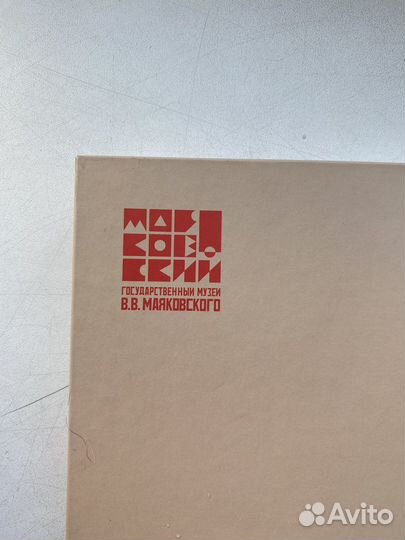 МАЯ!
КОВ
СКИЙ
ГОСУДАРСТВЕННЫЙ МУЗЕЙ
В.В. МАЯКОВСКОГО
Avito